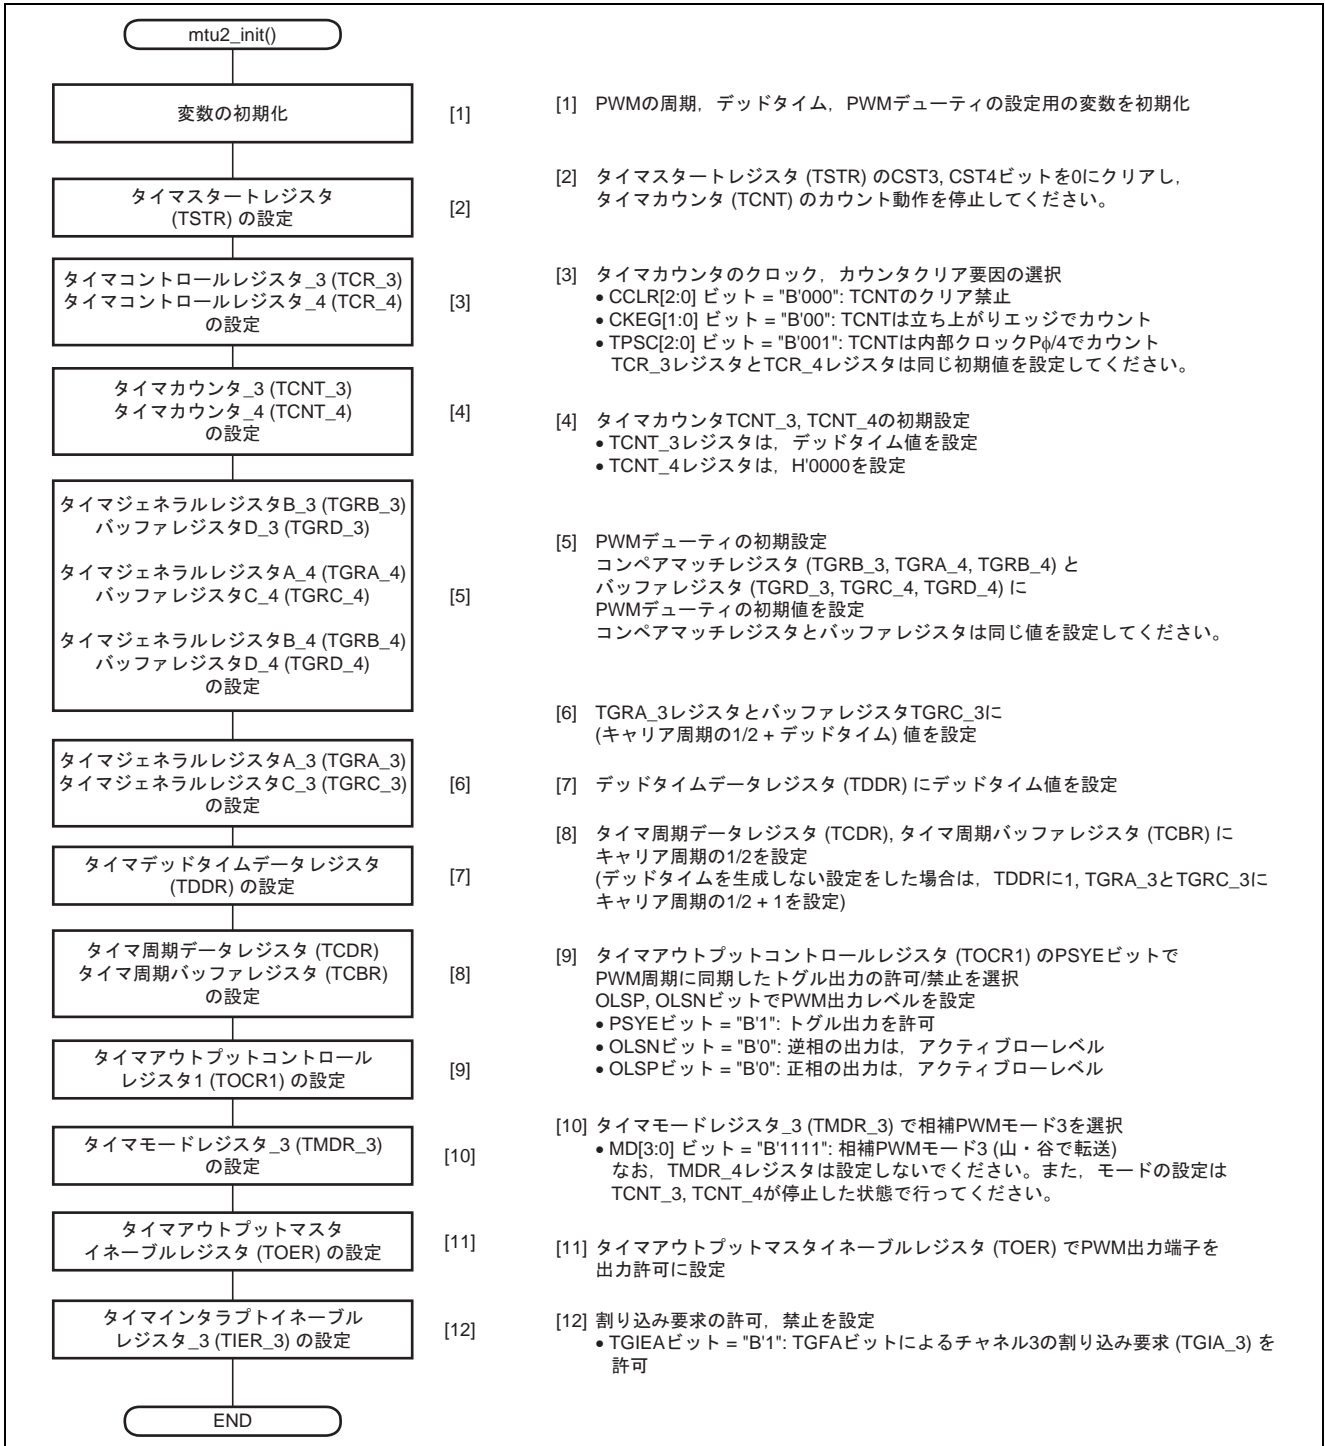 mtu2_init()
変数の初期化
[1]
タイマスタートレジスタ
(TSTR) の設定
[2]
タイマコントロールレジスタ_3 (TCR_3)
タイマコントロールレジスタ_4 (TCR_4)
の設定
[3]
タイマカウンタ_3 (TCNT_3)
タイマカウンタ_4 (TCNT_4)
の設定
[4]
タイマジェネラルレジスタB_3 (TGRB_3)
バッファレジスタD_3 (TGRD_3)
タイマジェネラルレジスタA_4 (TGRA_4)
バッファレジスタC_4 (TGRC_4)
タイマジェネラルレジスタB_4 (TGRB_4)
バッファレジスタD_4 (TGRD_4)
の設定
[5]
タイマジェネラルレジスタA_3 (TGRA_3)
タイマジェネラルレジスタC_3 (TGRC_3)
の設定
[6]
タイマデッドタイムデータレジスタ
(TDDR) の設定
[7]
タイマ周期データレジスタ (TCDR)
タイマ周期バッファレジスタ (TCBR)
の設定
[8]
タイマアウトプットコントロール
レジスタ1 (TOCR1) の設定
[9]
タイマモードレジスタ_3 (TMDR_3)
の設定
[10]
タイマアウトプットマスタ
イネーブルレジスタ (TOER) の設定
[11]
タイマインタラプトイネーブル
レジスタ_3 (TIER_3) の設定
[12]
END
[1] PWMの周期，デッドタイム，PWMデューティの設定用の変数を初期化
[2] タイマスタートレジスタ (TSTR) のCST3, CST4ビットを0にクリアし，
タイマカウンタ (TCNT) のカウント動作を停止してください。
[3] タイマカウンタのクロック，カウンタクリア要因の選択
• CCLR[2:0] ビット = "B'000": TCNTのクリア禁止
• CKEG[1:0] ビット = "B'00": TCNTは立ち上がりエッジでカウント
• TPSC[2:0] ビット = "B'001": TCNTは内部クロックPφ/4でカウント
TCR_3レジスタとTCR_4レジスタは同じ初期値を設定してください。
[4] タイマカウンタTCNT_3, TCNT_4の初期設定
• TCNT_3レジスタは，デッドタイム値を設定
• TCNT_4レジスタは，H'0000を設定
[5] PWMデューティの初期設定
コンペアマッチレジスタ (TGRB_3, TGRA_4, TGRB_4) と
バッファレジスタ (TGRD_3, TGRC_4, TGRD_4) に
PWMデューティの初期値を設定
コンペアマッチレジスタとバッファレジスタは同じ値を設定してください。
[6] TGRA_3レジスタとバッファレジスタTGRC_3に
(キャリア周期の1/2 + デッドタイム) 値を設定
[7] デッドタイムデータレジスタ (TDDR) にデッドタイム値を設定
[8] タイマ周期データレジスタ (TCDR), タイマ周期バッファレジスタ (TCBR) に
キャリア周期の1/2を設定
(デッドタイムを生成しない設定をした場合は，TDDRに1, TGRA_3とTGRC_3に
キャリア周期の1/2 + 1を設定)
[9] タイマアウトプットコントロールレジスタ (TOCR1) のPSYEビットで
PWM周期に同期したトグル出力の許可/禁止を選択
OLSP, OLSNビットでPWM出力レベルを設定
• PSYEビット = "B'1": トグル出力を許可
• OLSNビット = "B'0": 逆相の出力は，アクティブローレベル
• OLSPビット = "B'0": 正相の出力は，アクティブローレベル
[10] タイマモードレジスタ_3 (TMDR_3) で相補PWMモード3を選択
• MD[3:0] ビット = "B'1111": 相補PWMモード3 (山・谷で転送)
なお，TMDR_4レジスタは設定しないでください。また，モードの設定は
TCNT_3, TCNT_4が停止した状態で行ってください。
[11] タイマアウトプットマスタイネーブルレジスタ (TOER) でPWM出力端子を
出力許可に設定
[12] 割り込み要求の許可，禁止を設定
• TGIEAビット = "B'1": TGFAビットによるチャネル3の割り込み要求 (TGIA_3) を
許可